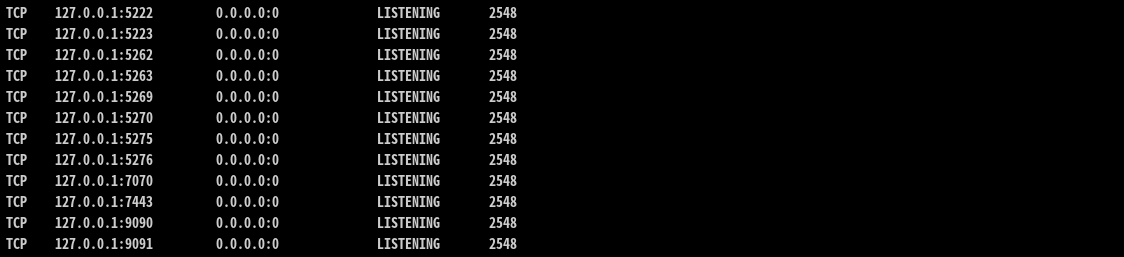 TCP    127.0.0.1:5222         0.0.0.0:0              LISTENING       2548
TCP    127.0.0.1:5223         0.0.0.0:0              LISTENING       2548
TCP    127.0.0.1:5262         0.0.0.0:0              LISTENING       2548
TCP    127.0.0.1:5263         0.0.0.0:0              LISTENING       2548
TCP    127.0.0.1:5269         0.0.0.0:0              LISTENING       2548
TCP    127.0.0.1:5270         0.0.0.0:0              LISTENING       2548
TCP    127.0.0.1:5275         0.0.0.0:0              LISTENING       2548
TCP    127.0.0.1:5276         0.0.0.0:0              LISTENING       2548
TCP    127.0.0.1:7070         0.0.0.0:0              LISTENING       2548
TCP    127.0.0.1:7443         0.0.0.0:0              LISTENING       2548
TCP    127.0.0.1:9090         0.0.0.0:0              LISTENING       2548
TCP    127.0.0.1:9091         0.0.0.0:0              LISTENING       2548